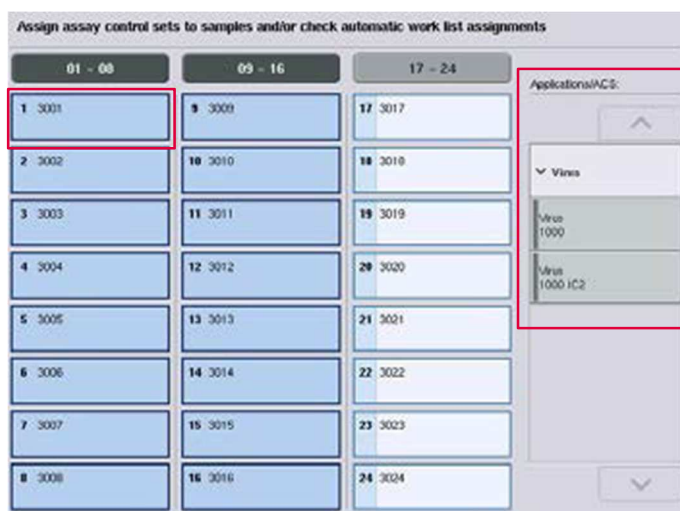 Assign assay control sets to samples and/or check automatic work list assignments
01 - 08 09 - 16 17 - 24
Applications/ACS:
1 3001 9 3009 17 3017
2 3002 10 3010 18 3018
Virus
3 3003 11 3011 19 3019
Virus
1000
4 3004 12 3012 20 3020
Virus
1000 IC2
5 3005 13 3013 21 3021
6 3006 14 3014 22 3022
7 3007 15 3015 23 3023
8 3008 16 3016 24 3024